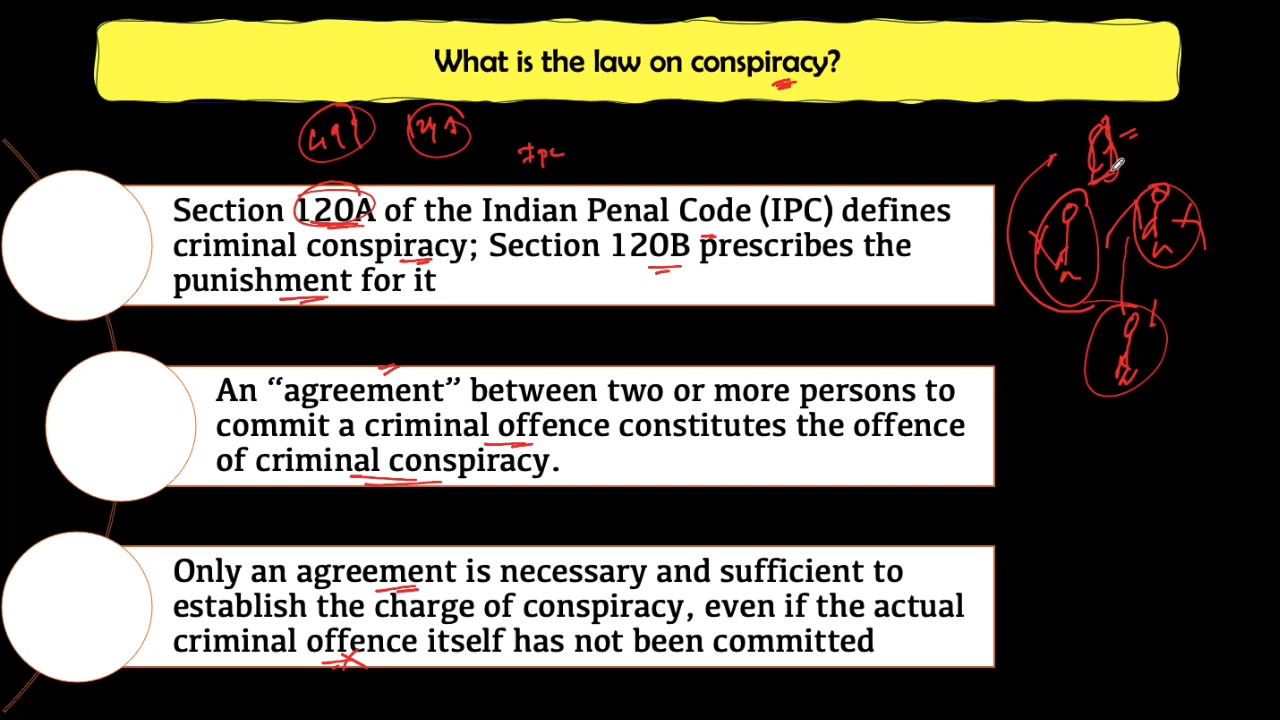 What is the law on conspiracy?
499
124 A
Ipc
Section 120A of the Indian Penal Code (IPC) defines
criminal conspiracy; Section 120B prescribes the
punishment for it
An “agreement” between two or more persons to
commit a criminal offence constitutes the offence
of criminal conspiracy.
Only an agreement is necessary and sufficient to
establish the charge of conspiracy, even if the actual
criminal offence itself has not been committed